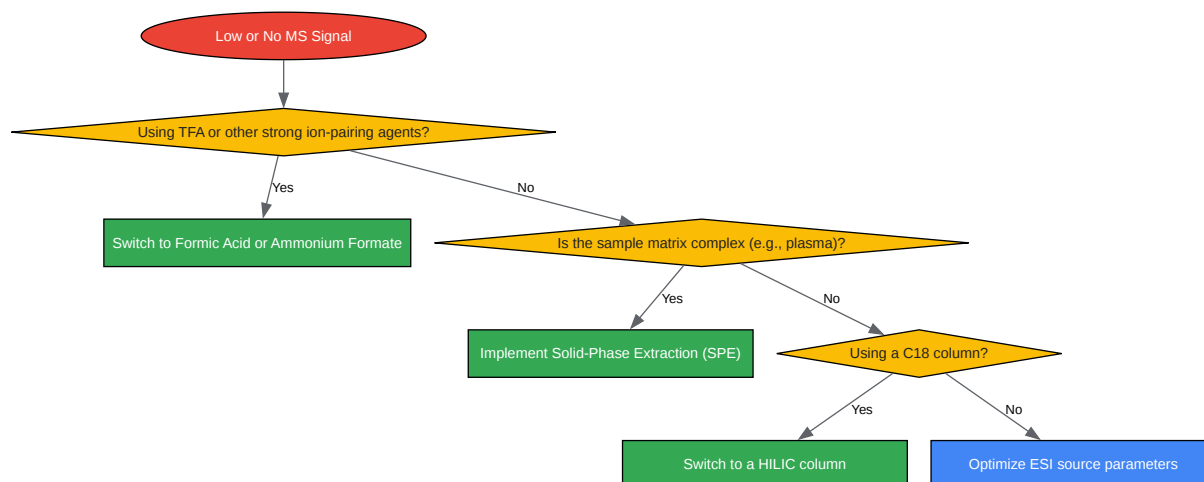 Low or No MS Signal
Using TFA or other strong ion-pairing agents?
Yes
No
Switch to Formic Acid or Ammonium Formate
Is the sample matrix complex (e.g., plasma)?
Yes
No
Implement Solid-Phase Extraction (SPE)
Using a C18 column?
Yes
No
Switch to a HILIC column
Optimize ESI source parameters